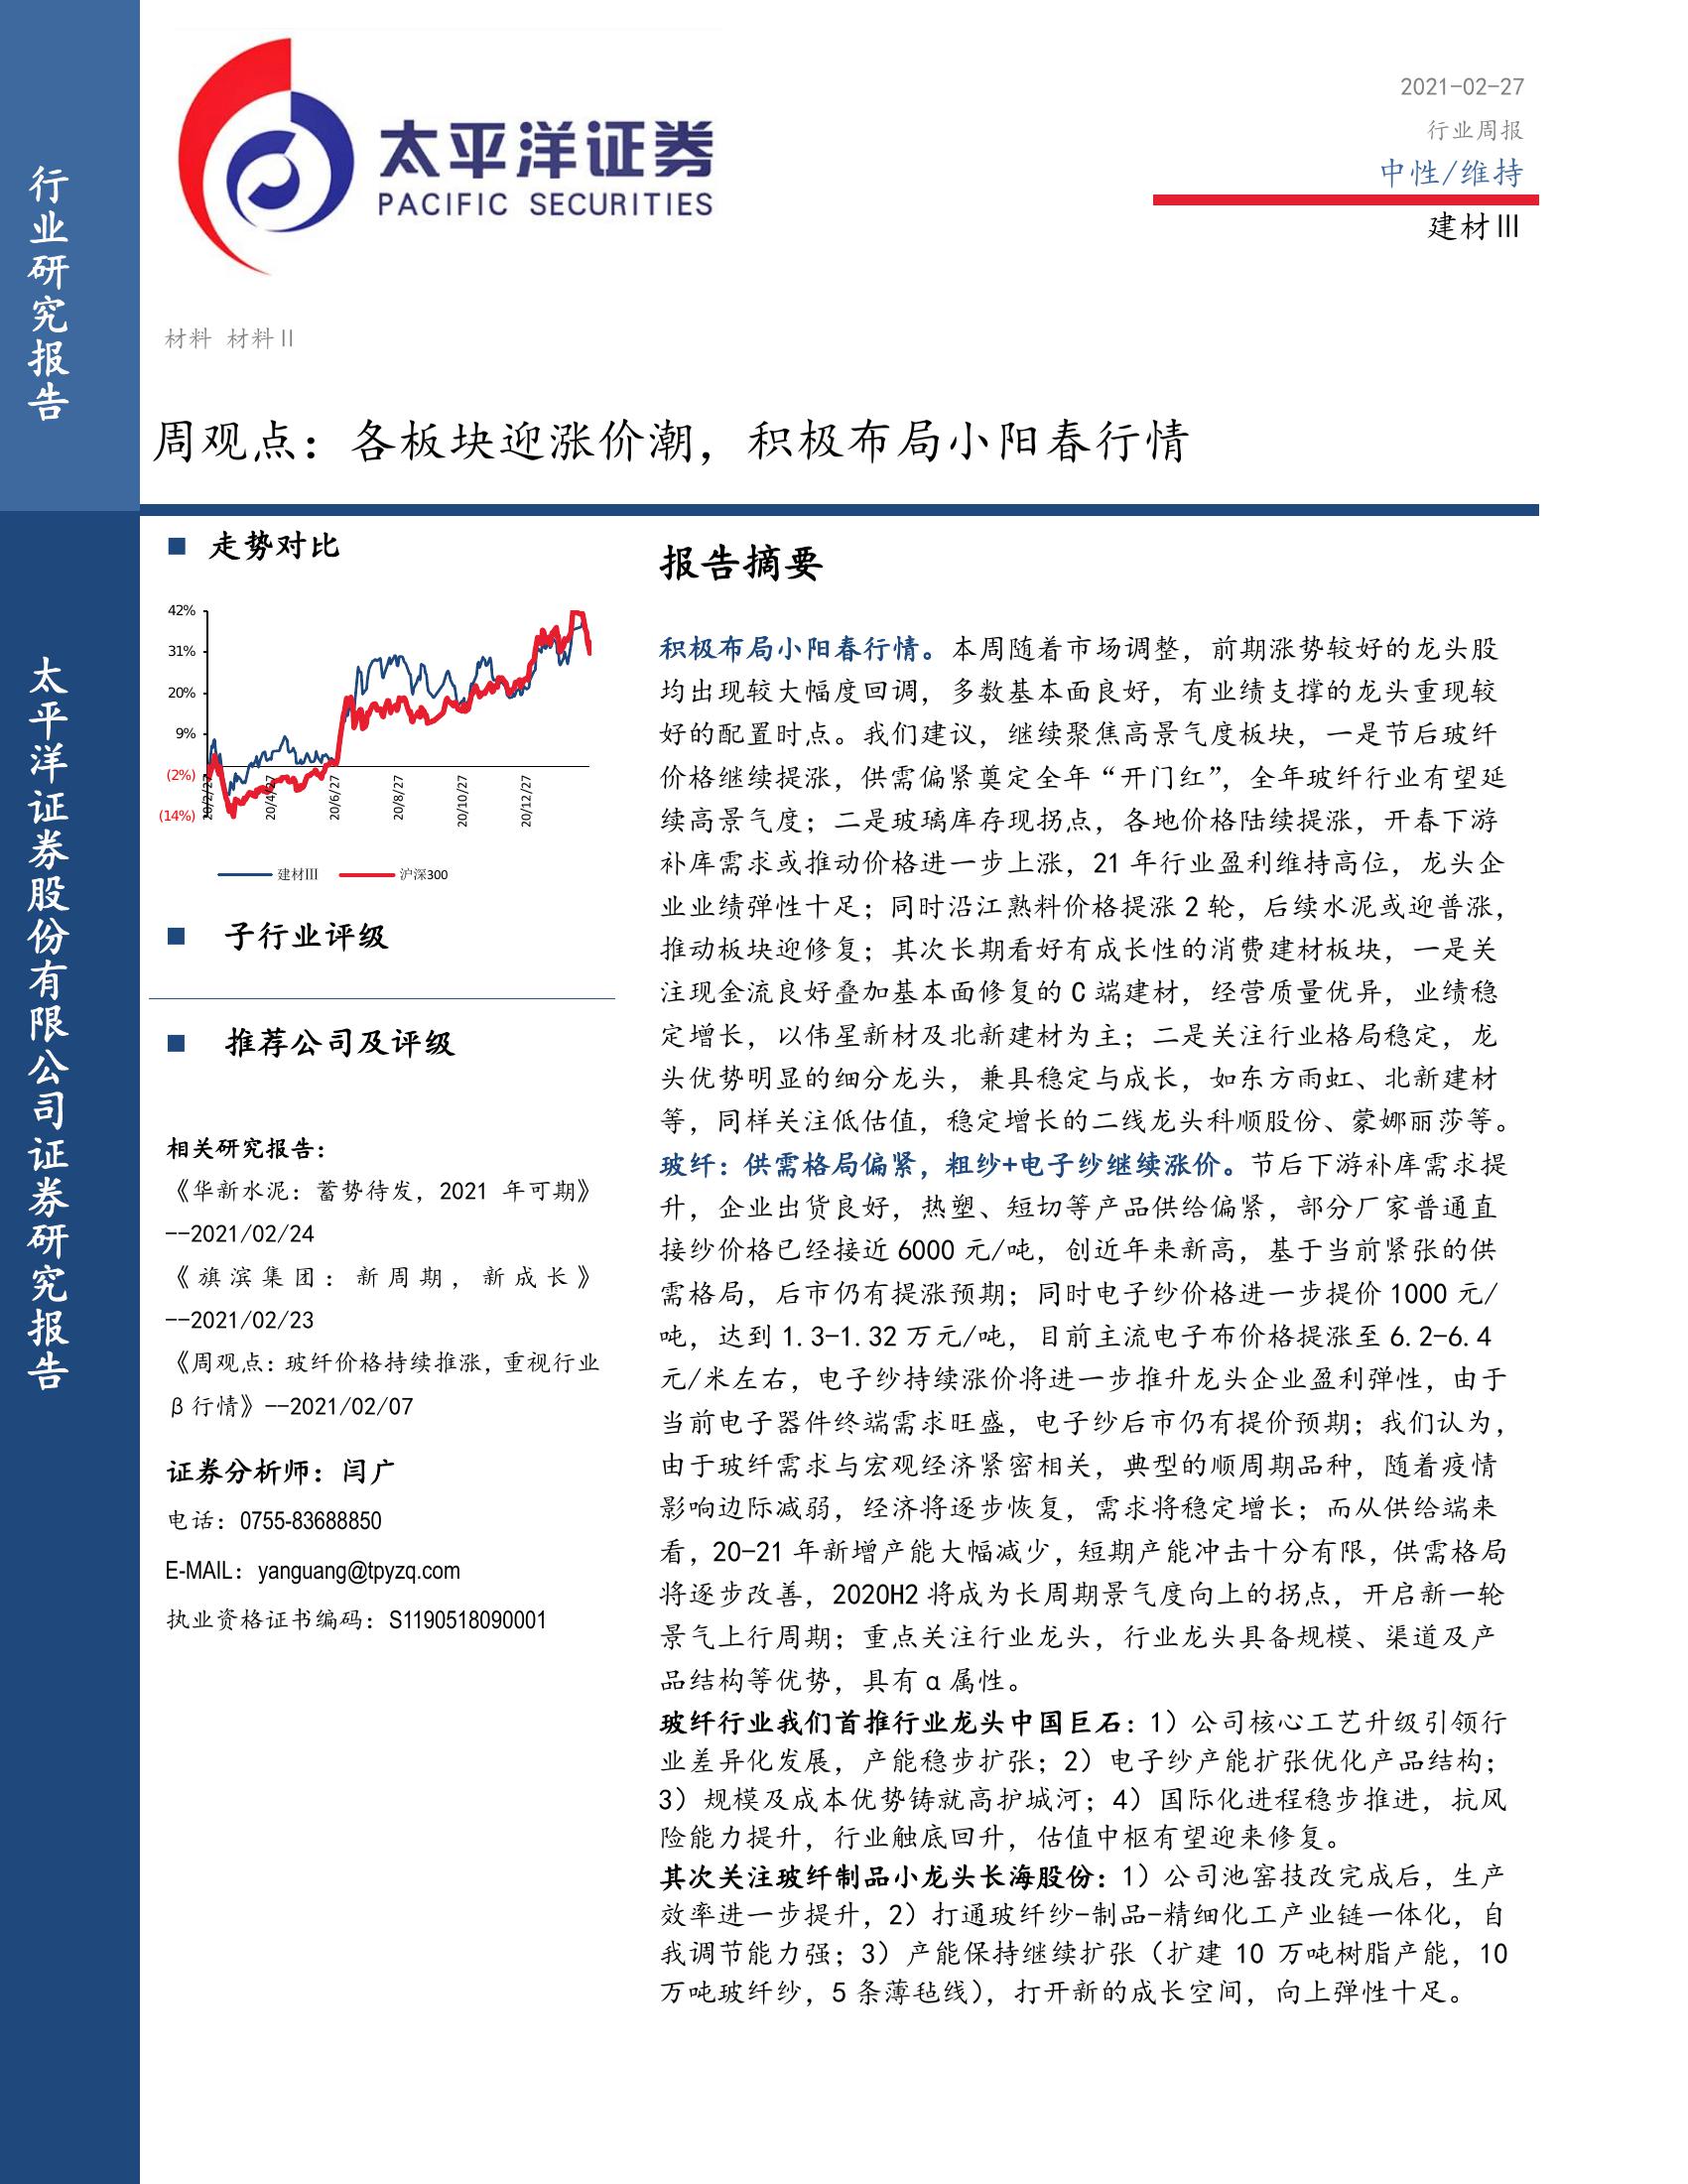 行业研究报告
太平洋证券股份有限公司证券研究报告
太平洋证券
PACIFIC SECURITIES
2021-02-27
行业周报
中性/维持
建材Ⅲ
材料 材料Ⅱ
周观点：各板块迎涨价潮，积极布局小阳春行情
■ 走势对比
42%
31%
20%
9%
(2%)
(14%)
20/2/27
20/4/27
20/6/27
20/8/27
20/10/27
20/12/27
建材Ⅲ 沪深300
■ 子行业评级
■ 推荐公司及评级
相关研究报告：
《华新水泥：蓄势待发，2021 年可期》
--2021/02/24
《旗滨集团：新周期，新成长》
--2021/02/23
《周观点：玻纤价格持续推涨，重视行业
β行情》--2021/02/07
证券分析师：闫广
电话：0755-83688850
E-MAIL：yanguang@tpyzq.com
执业资格证书编码：S1190518090001
报告摘要
积极布局小阳春行情。本周随着市场调整，前期涨势较好的龙头股
均出现较大幅度回调，多数基本面良好，有业绩支撑的龙头重现较
好的配置时点。我们建议，继续聚焦高景气度板块，一是节后玻纤
价格继续提涨，供需偏紧奠定全年“开门红”，全年玻纤行业有望延
续高景气度；二是玻璃库存现拐点，各地价格陆续提涨，开春下游
补库需求或推动价格进一步上涨，21 年行业盈利维持高位，龙头企
业业绩弹性十足；同时沿江熟料价格提涨 2 轮，后续水泥或迎普涨，
推动板块迎修复；其次长期看好有成长性的消费建材板块，一是关
注现金流良好叠加基本面修复的 C 端建材，经营质量优异，业绩稳
定增长，以伟星新材及北新建材为主；二是关注行业格局稳定，龙
头优势明显的细分龙头，兼具稳定与成长，如东方雨虹、北新建材
等，同样关注低估值，稳定增长的二线龙头科顺股份、蒙娜丽莎等。
玻纤：供需格局偏紧，粗纱+电子纱继续涨价。节后下游补库需求提
升，企业出货良好，热塑、短切等产品供给偏紧，部分厂家普通直
接纱价格已经接近 6000 元/吨，创近年来新高，基于当前紧张的供
需格局，后市仍有提涨预期；同时电子纱价格进一步提价 1000 元/
吨，达到 1.3-1.32 万元/吨，目前主流电子布价格提涨至 6.2-6.4
元/米左右，电子纱持续涨价将进一步推升龙头企业盈利弹性，由于
当前电子器件终端需求旺盛，电子纱后市仍有提价预期；我们认为，
由于玻纤需求与宏观经济紧密相关，典型的顺周期品种，随着疫情
影响边际减弱，经济将逐步恢复，需求将稳定增长；而从供给端来
看，20-21 年新增产能大幅减少，短期产能冲击十分有限，供需格局
将逐步改善，2020H2 将成为长周期景气度向上的拐点，开启新一轮
景气上行周期；重点关注行业龙头，行业龙头具备规模、渠道及产
品结构等优势，具有 α 属性。
玻纤行业我们首推行业龙头中国巨石：1）公司核心工艺升级引领行
业差异化发展，产能稳步扩张；2）电子纱产能扩张优化产品结构；
3）规模及成本优势铸就高护城河；4）国际化进程稳步推进，抗风
险能力提升，行业触底回升，估值中枢有望迎来修复。
其次关注玻纤制品小龙头长海股份：1）公司池窑技改完成后，生产
效率进一步提升，2）打通玻纤纱-制品-精细化工产业链一体化，自
我调节能力强；3）产能保持继续扩张（扩建 10 万吨树脂产能，10
万吨玻纤纱，5 条薄毡线），打开新的成长空间，向上弹性十足。